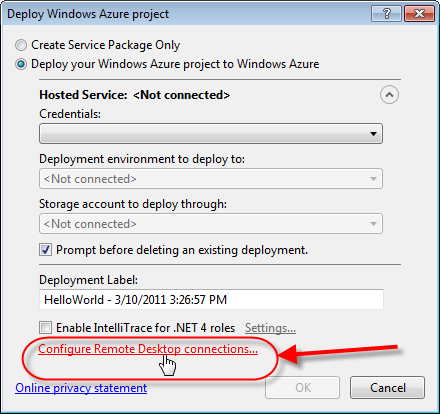 Deploy Windows Azure project
Create Service Package Only
Deploy your Windows Azure project to Windows Azure
Hosted Service: <Not connected>
Credentials:
Deployment environment to deploy to:
<Not connected>
Storage account to deploy through:
<Not connected>
Prompt before deleting an existing deployment.
Deployment Label:
HelloWorld - 3/10/2011 3:26:57 PM
Enable IntelliTrace for .NET 4 roles Settings...
Configure Remote Desktop connections...
Online privacy statement OK Cancel